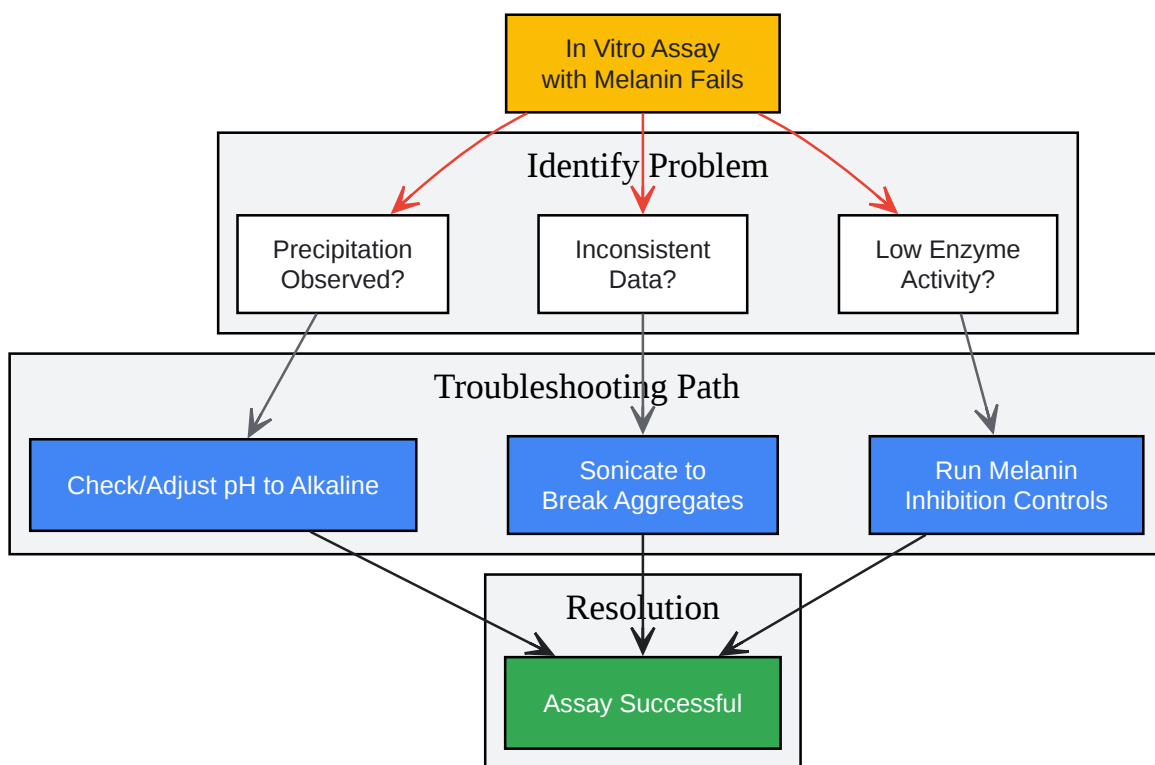 In Vitro Assay
with Melanin Fails
Identify Problem
Precipitation
Observed?
Inconsistent
Data?
Low Enzyme
Activity?
Troubleshooting Path
Check/Adjust pH to Alkaline
Sonicate to
Break Aggregates
Run Melanin
Inhibition Controls
Resolution
Assay Successful